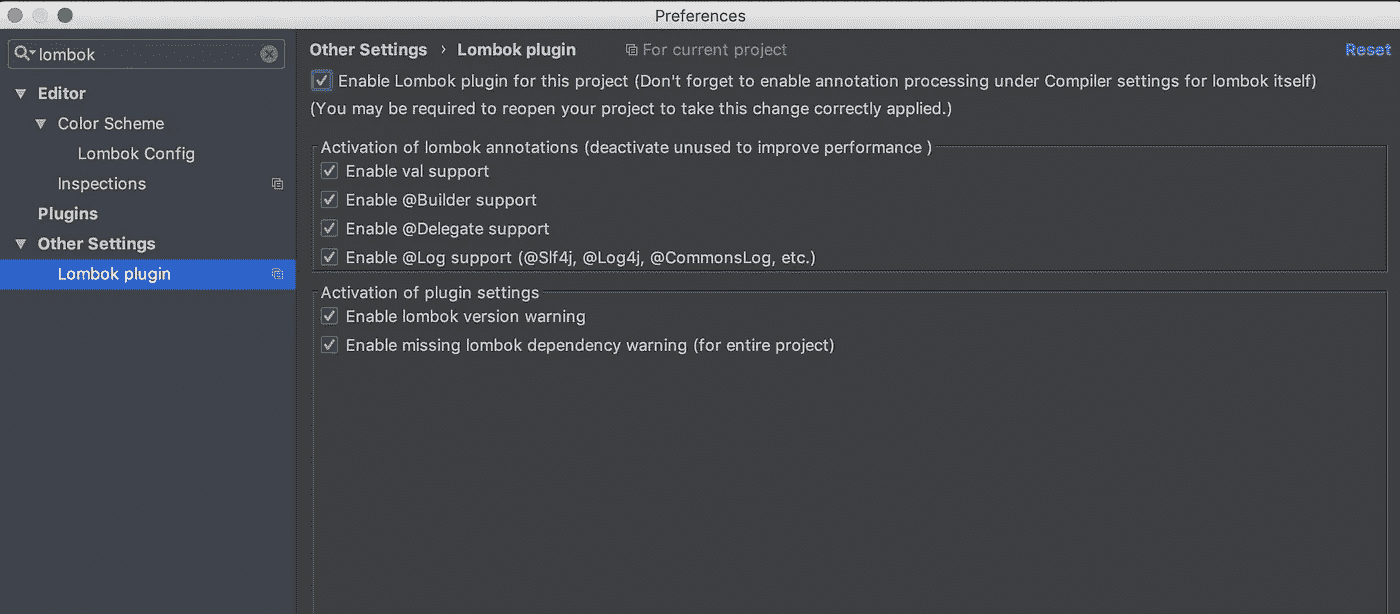 Preferences
lombok
Editor
Color Scheme
Lombok Config
Inspections
Plugins
Other Settings
Lombok plugin
Other Settings › Lombok plugin For current project Reset
Enable Lombok plugin for this project (Don't forget to enable annotation processing under Compiler settings for lombok itself)
(You may be required to reopen your project to take this change correctly applied.)
Activation of lombok annotations (deactivate unused to improve performance )
Enable val support
Enable @Builder support
Enable @Delegate support
Enable @Log support (@Slf4j, @Log4j, @CommonsLog, etc.)
Activation of plugin settings
Enable lombok version warning
Enable missing lombok dependency warning (for entire project)